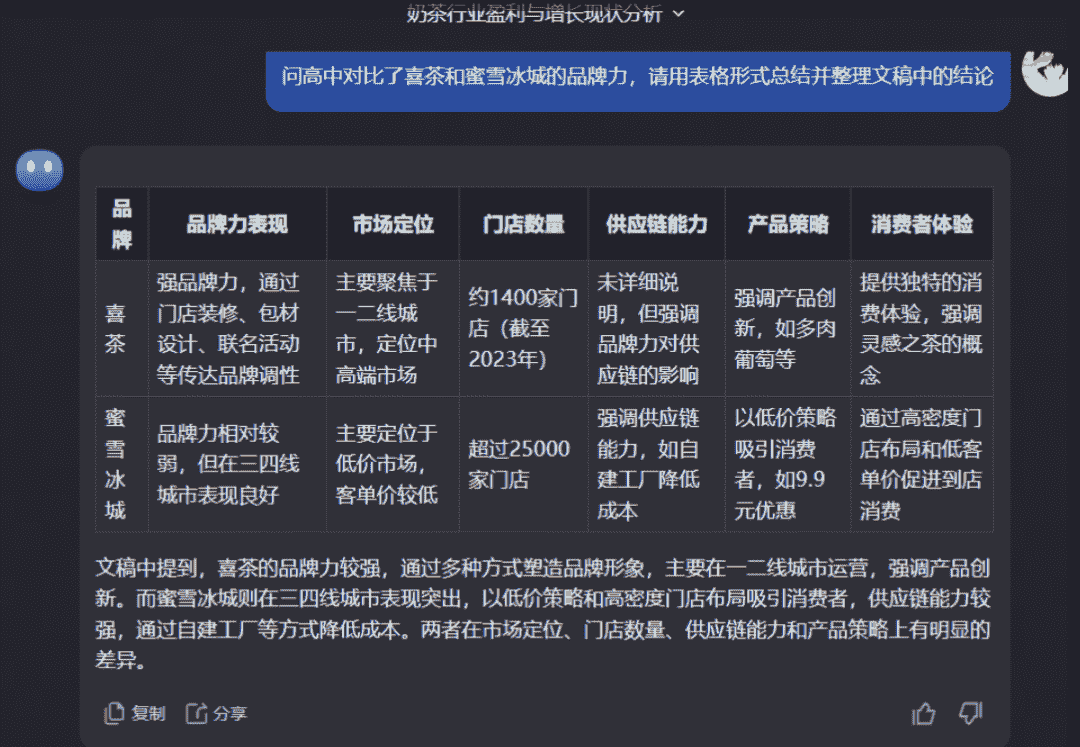 奶茶行业盈利与增长现状分析
问高中对比了喜茶和蜜雪冰城的品牌力，请用表格形式总结并整理文稿中的结论
品牌 品牌力表现 市场定位 门店数量 供应链能力 产品策略 消费者体验
喜茶 强品牌力，通过门店装修、包材设计、联名活动等传达品牌调性 主要聚焦于一二线城市，定位中高端市场 约1400家门店（截至2023年） 未详细说明，但强调品牌力对供应链的影响 强调产品创新，如多肉葡萄等 提供独特的消费体验，强调灵感之茶的概念
蜜雪冰城 品牌力相对较弱，但在三四线城市表现良好 主要定位于低价市场，客单价较低 超过25000家门店 强调供应链能力，如自建工厂降低成本 以低价策略吸引消费者，如9.9元优惠 通过高密度门店布局和低客单价促进到店消费
文稿中提到，喜茶的品牌力较强，通过多种方式塑造品牌形象，主要在一二线城市运营，强调产品创
新。而蜜雪冰城则在三四线城市表现突出，以低价策略和高密度门店布局吸引消费者，供应链能力较
强，通过自建工厂等方式降低成本。两者在市场定位、门店数量、供应链能力和产品策略上有明显的
差异。
复制 分享